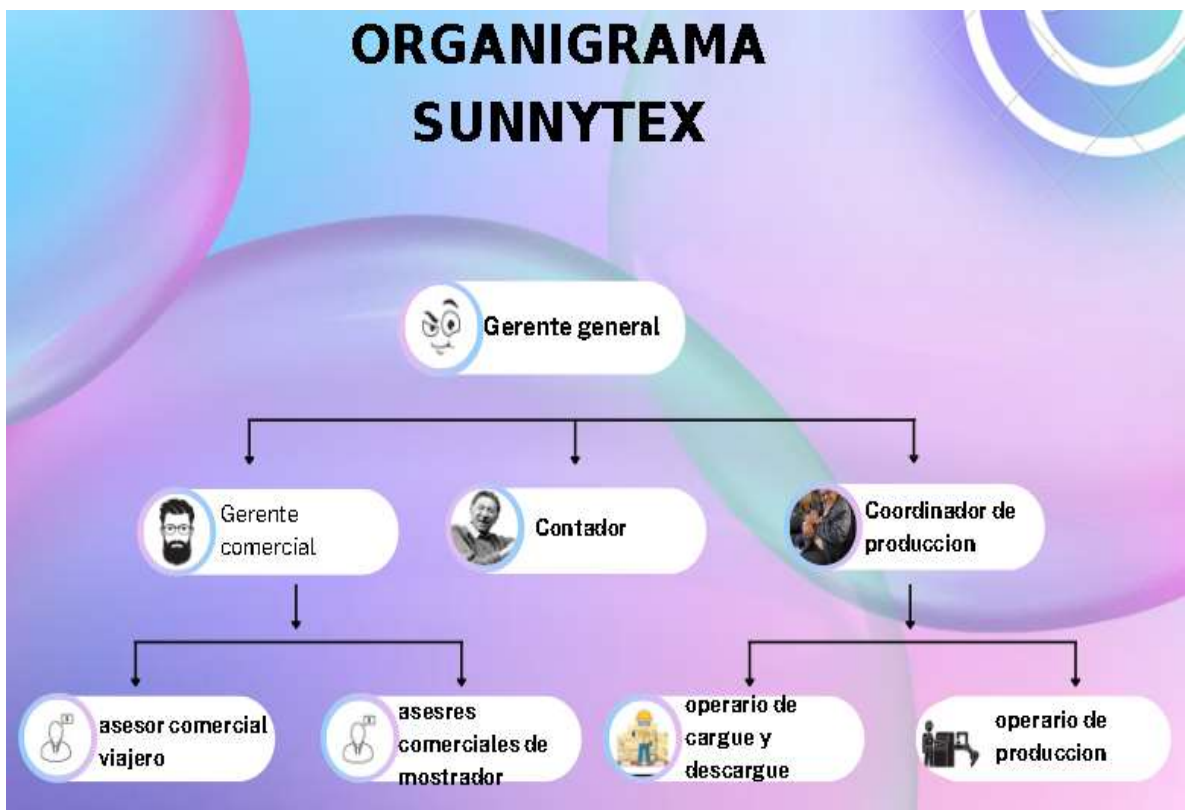 ORGANIGRAMA
SUNNYTEX
Gerente general
Gerente
comercial
Contador
Coordinador de
produccion
asesor comercial
viajero
asesres
comerciales de
mostrador
operario de
cargue y
descargue
operario de
produccion